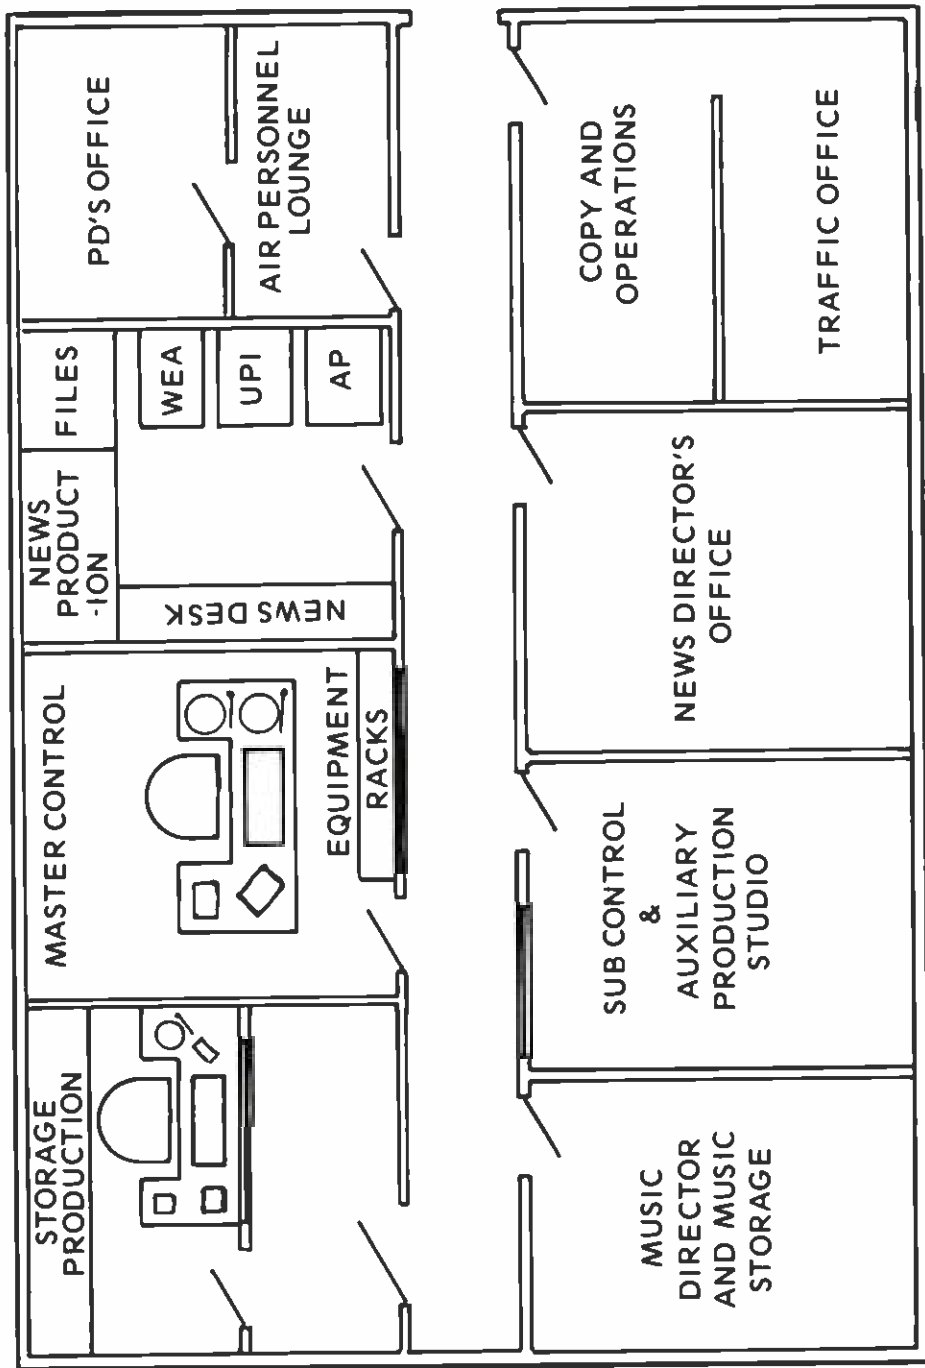 STORAGE
PRODUCTION
MASTER CONTROL
EQUIPMENT
RACKS
NEWS
PRODUCT
-ION
FILES
NEWS DESK
WEA
UPI
AP
PD'S OFFICE
AIR PERSONNEL
LOUNGE
MUSIC
DIRECTOR
AND MUSIC
STORAGE
SUB CONTROL
&
AUXILIARY
PRODUCTION
STUDIO
NEWS DIRECTOR'S
OFFICE
COPY AND
OPERATIONS
TRAFFIC OFFICE